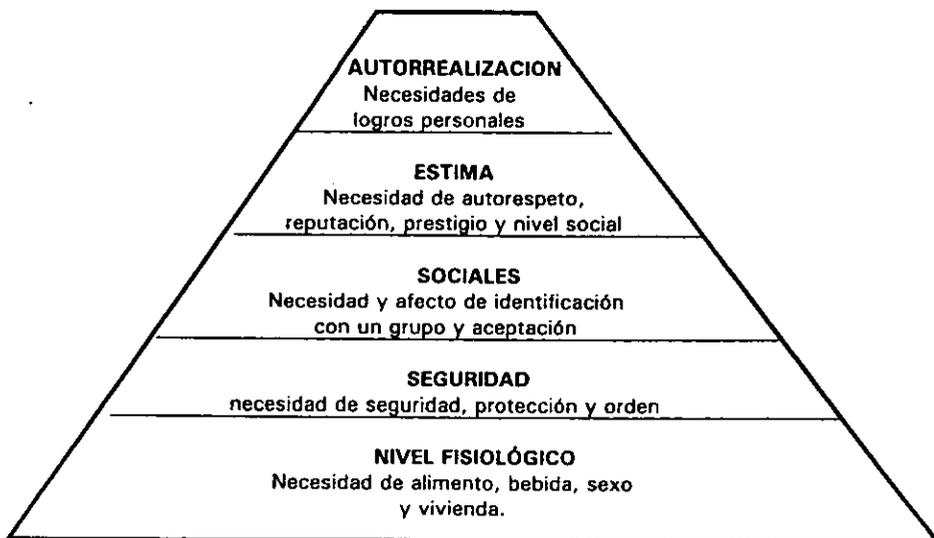 AUTORREALIZACION
Necesidades de
logros personales
ESTIMA
Necesidad de autorespeto,
reputación, prestigio y nivel social
SOCIALES
Necesidad y afecto de identificación
con un grupo y aceptación
SEGURIDAD
necesidad de seguridad, protección y orden
NIVEL FISIOLÓGICO
Necesidad de alimento, bebida, sexo
y vivienda.